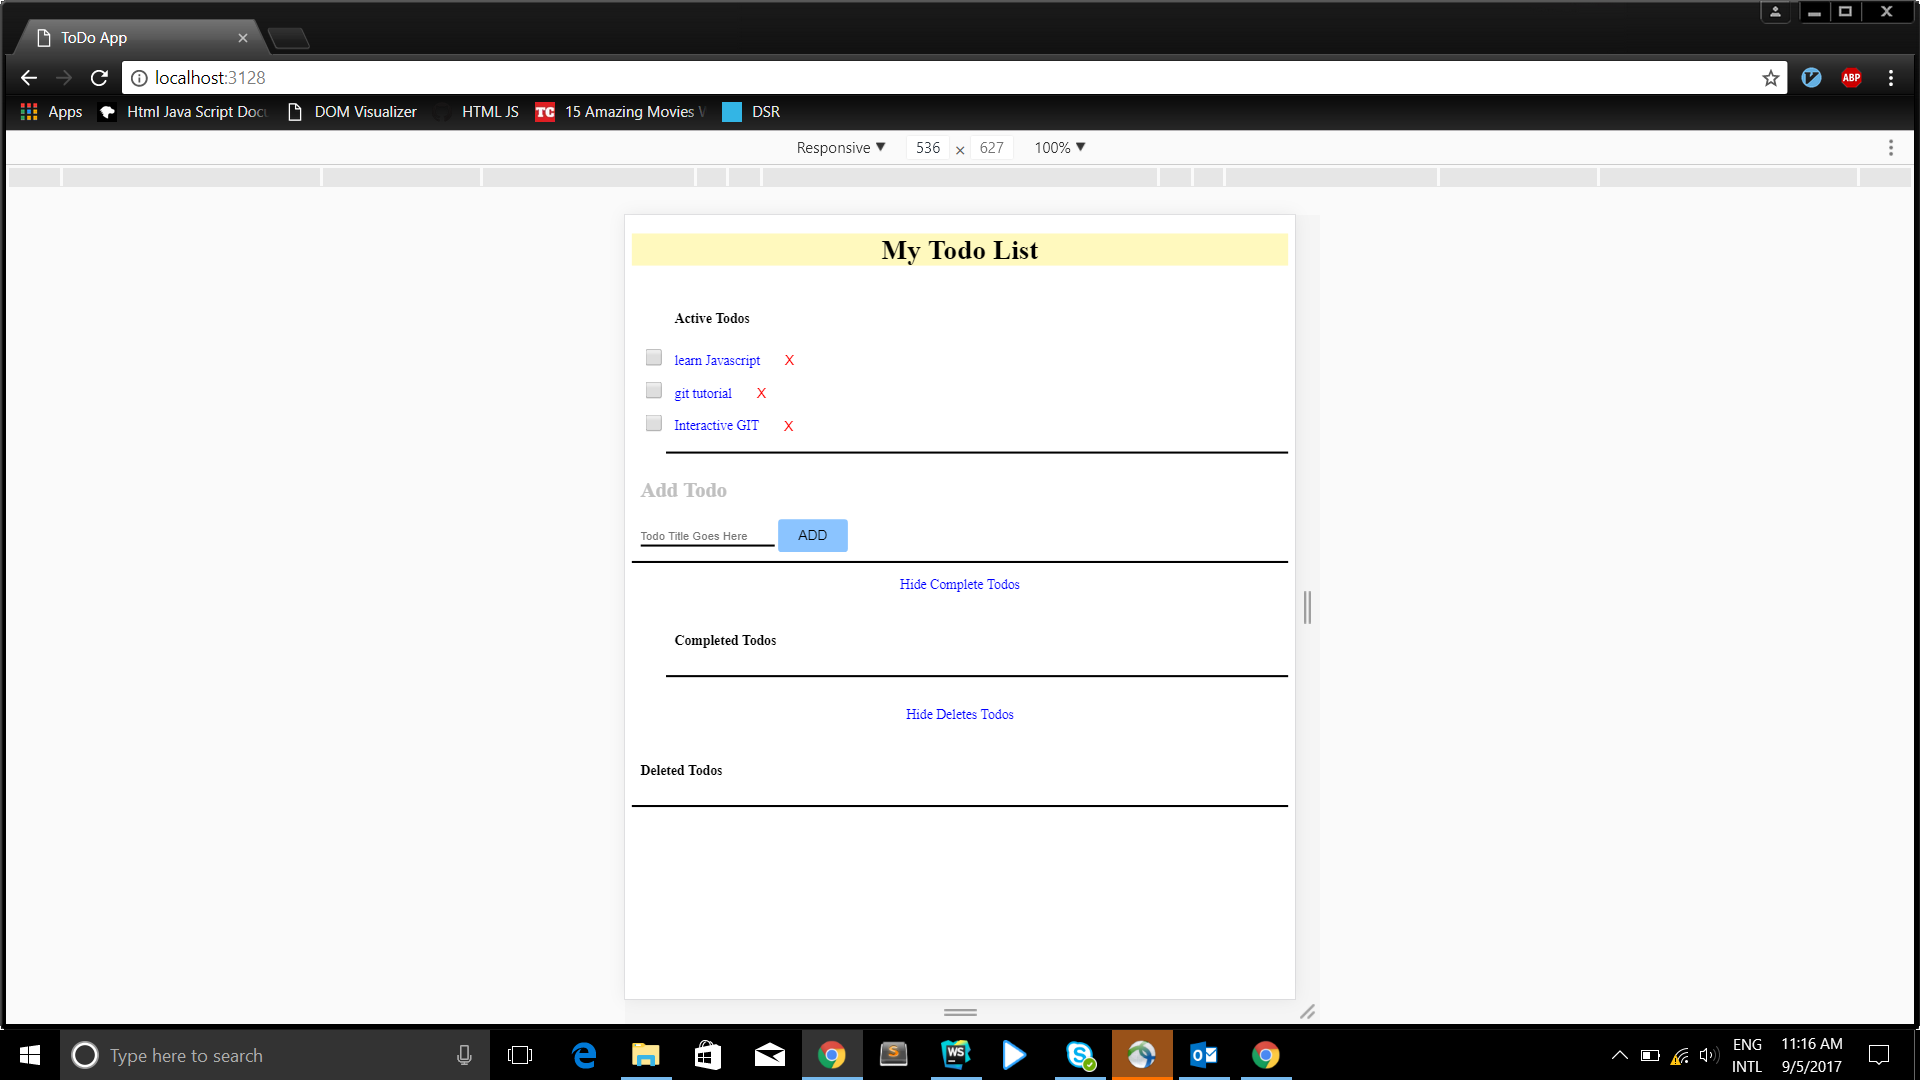 ToDo App
localhost:3128
Apps Html Java Script Doc DOM Visualizer HTML JS TC 15 Amazing Movies DSR
Responsive 536 × 627 100%
My Todo List
Active Todos
learn Javascript X
git tutorial X
Interactive GIT X
Add Todo
Todo Title Goes Here ADD
Hide Complete Todos
Completed Todos
Hide Deletes Todos
Deleted Todos
Type here to search
ENG
INTL
11:16 AM
9/5/2017
ABP
WS